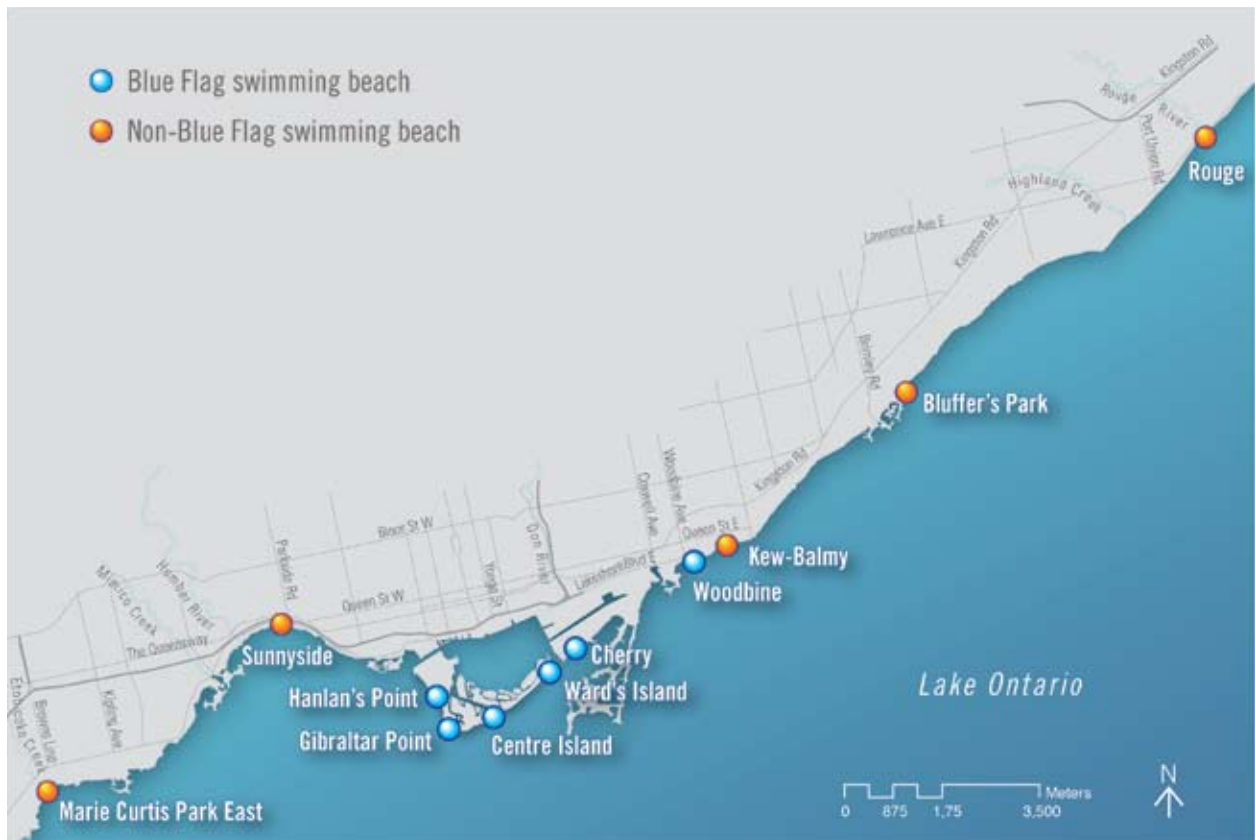 Blue Flag swimming beach
Non-Blue Flag swimming beach
Kingston Rd
Rouge River
Port Union Rd
Rouge
Highland Creek
Lawrence Ave E
Kingston Rd
Brimley Rd
Bluffer's Park
Kingston Rd
Woodbine Ave
Coxwell Ave
Queen St E
Kew-Balmy
Woodbine
Bloor St W
Don River
Yonge St
Lakeshore Blvd
Parkside Rd
Queen St W
Humber River
Mimico Creek
The Queensway
Sunnyside
Cherry
Ward's Island
Hanlan's Point
Gibraltar Point
Centre Island
Lake Ontario
Etobicoke Creek
Browns Line
Kipling Ave
Marie Curtis Park East
N
Meters
0 875 1,75 3,500